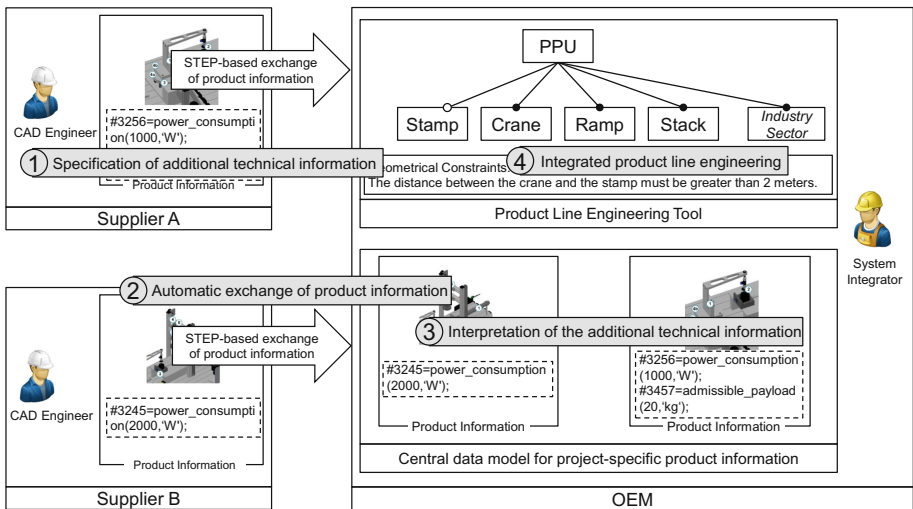 STEP-based exchange
of product information
CAD Engineer
#3256=power_consumpti
on(1000,'W');
1 Specification of additional technical information
Product Information
Supplier A
PPU
Stamp
Crane
Ramp
Stack
Industry
Sector
Geometrical Constraints
4 Integrated product line engineering
The distance between the crane and the stamp must be greater than 2 meters.
Product Line Engineering Tool
System
Integrator
2 Automatic exchange of product information
STEP-based exchange
of product information
CAD Engineer
#3245=power_consumpti
on(2000,'W');
Product Information
Supplier B
3 Interpretation of the additional technical information
#3245=power_consumption
(2000,'W');
Product Information
#3256=power_consumption
(1000,'W');
#3457=admissible_payload
(20,'kg');
Product Information
Central data model for project-specific product information
OEM